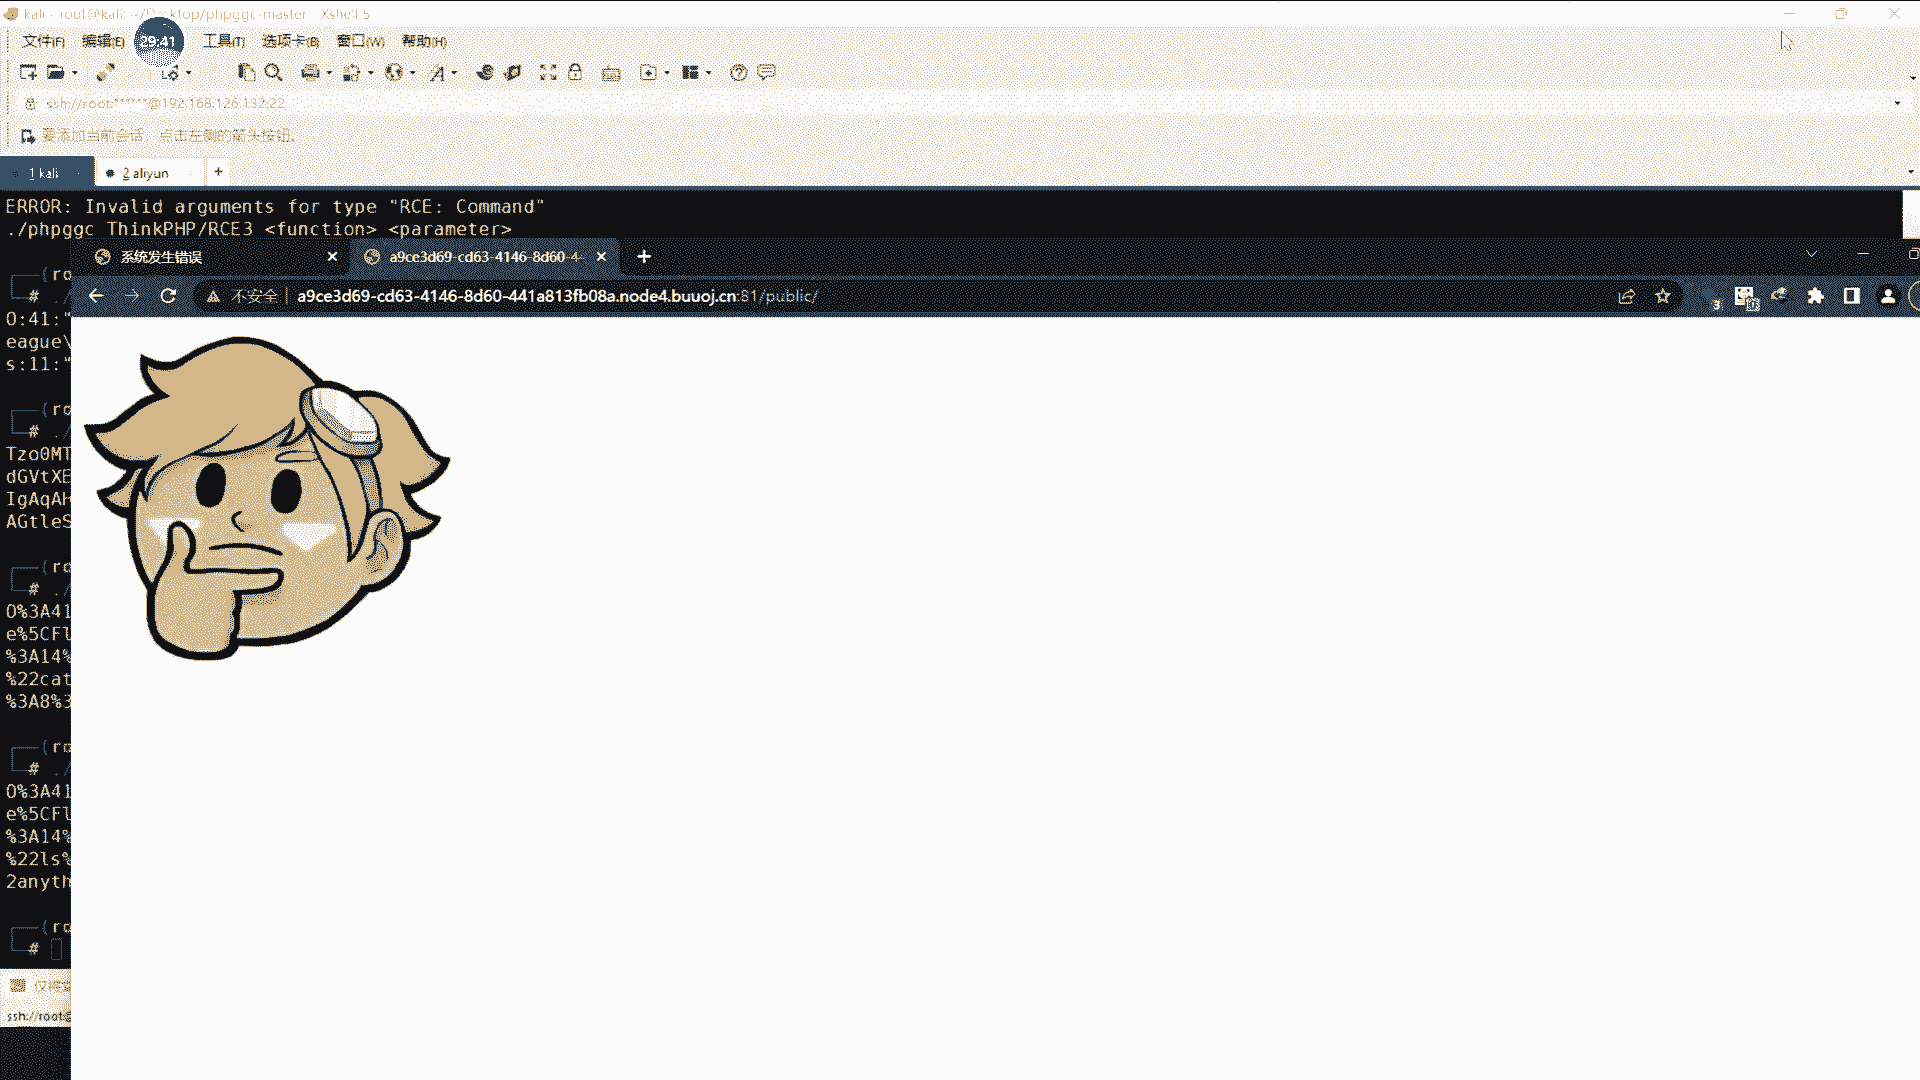 kali - root@kali: ~/Desktop/phpggc-master - Xshell 5
文件(F) 编辑(E) 29:41 工具(T) 选项卡(B) 窗口(W) 帮助(H)
ssh://root:******@192.168.126.132:22
要添加当前会话，点击左侧的箭头按钮。
1 kali 2 aliyun +
ERROR: Invalid arguments for type "RCE: Command"
./phpggc ThinkPHP/RCE3 <function> <parameter>
系统发生错误
a9ce3d69-cd63-4146-8d60-4
不安全 a9ce3d69-cd63-4146-8d60-441a813fb08a.node4.buuoj.cn:81/public/
3
(ro
# ./
O:41:"
eague\
s:11:"
(ro
# ./
Tzo0MT
dGVtXE
IgAqAH
AGtleS
(ro
# ./
O%3A41
e%5CFl
%3A14%
%22cat
%3A8%3
(ro
# ./
O%3A41
e%5CFl
%3A14%
%22ls%
2anyth
(ro
#
ssh://root@